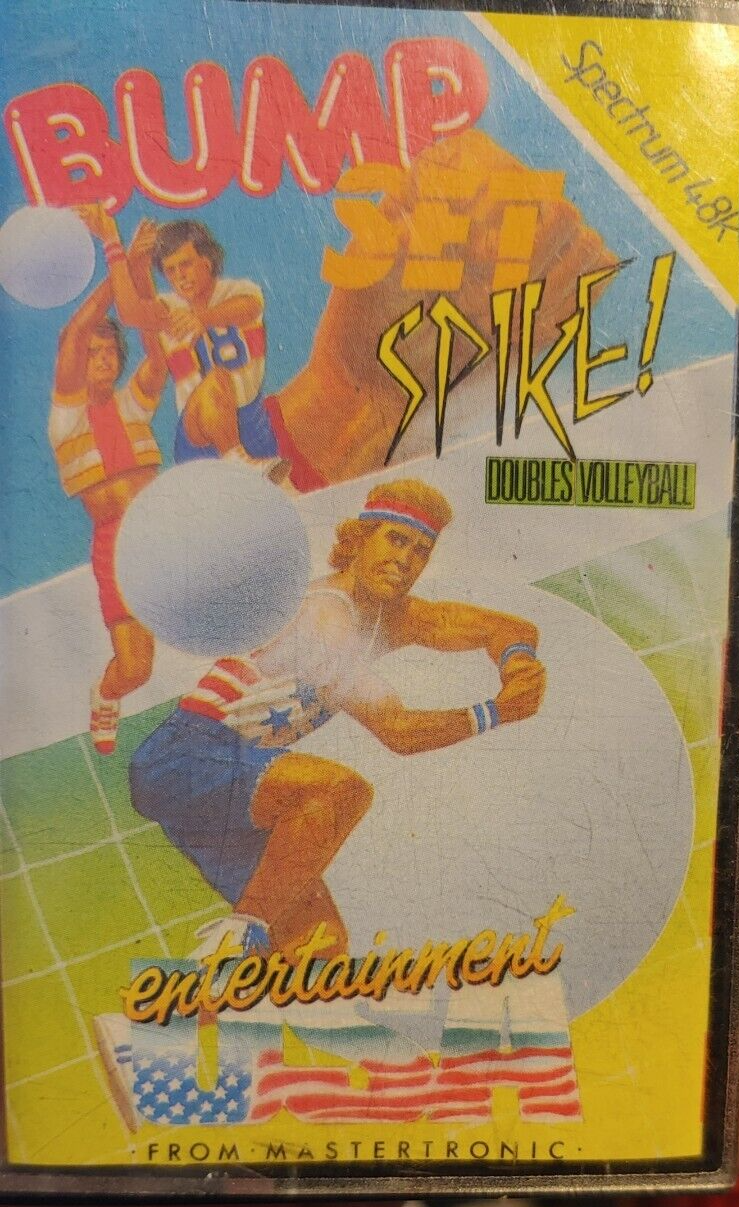 Spectrum 48K
BUMP
SET
SPIKE!
DOUBLES VOLLEYBALL
18
entertainment
USA
·FROM·MASTERTRONIC·